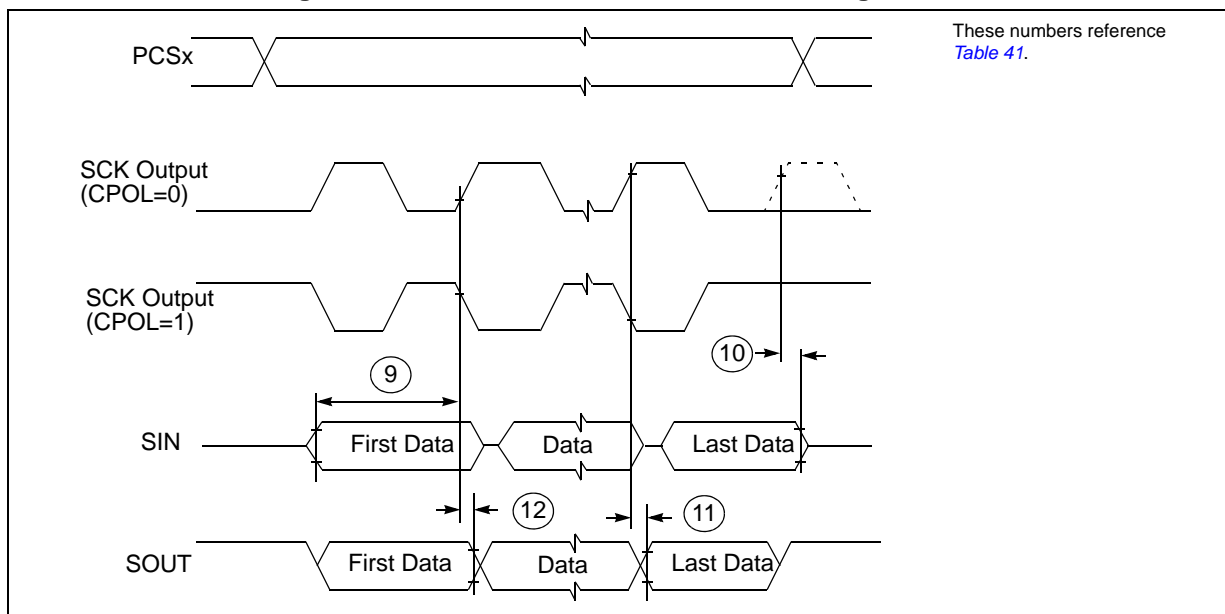 These numbers reference
Table 41.
PCSx
SCK Output
(CPOL=0)
SCK Output
(CPOL=1)
10
9
SIN
First Data
Data
Last Data
12
11
SOUT
First Data
Data
Last Data